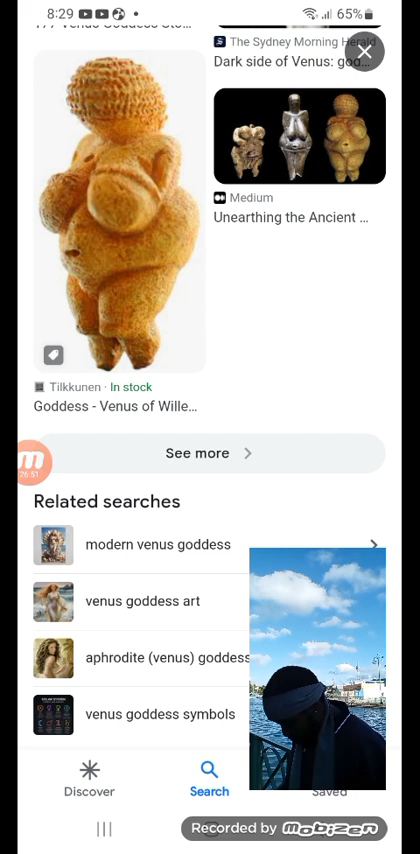 8:29
65%
The Sydney Morning Herald
Dark side of Venus: god...
Medium
Unearthing the Ancient ...
Tilkkunen · In stock
Goddess - Venus of Wille...
m
26:51
See more
Related searches
modern venus goddess
venus goddess art
aphrodite (venus) goddess
venus goddess symbols
Discover
Search
Saved
Recorded by mobizen